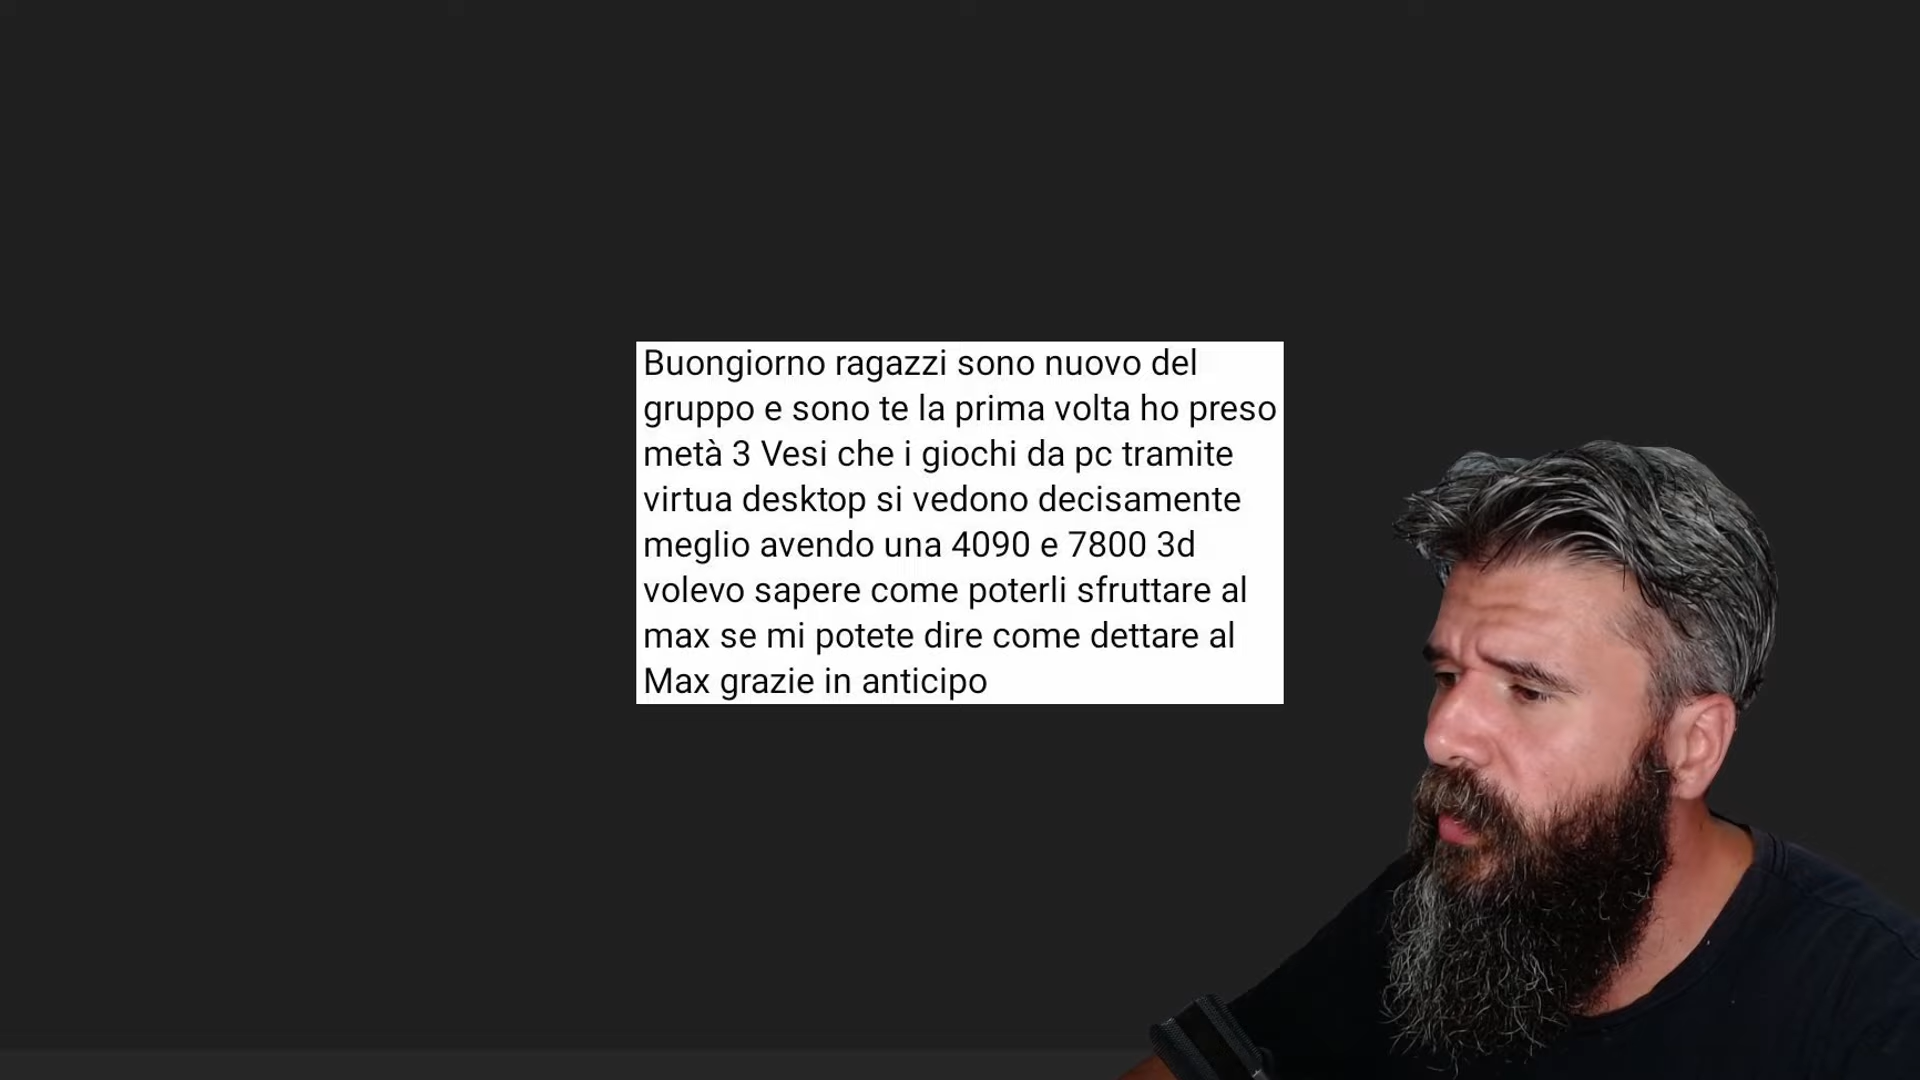 Buongiorno ragazzi sono nuovo del
gruppo e sono te la prima volta ho preso
metà 3 Vesi che i giochi da pc tramite
virtua desktop si vedono decisamente
meglio avendo una 4090 e 7800 3d
volevo sapere come poterli sfruttare al
max se mi potete dire come dettare al
Max grazie in anticipo